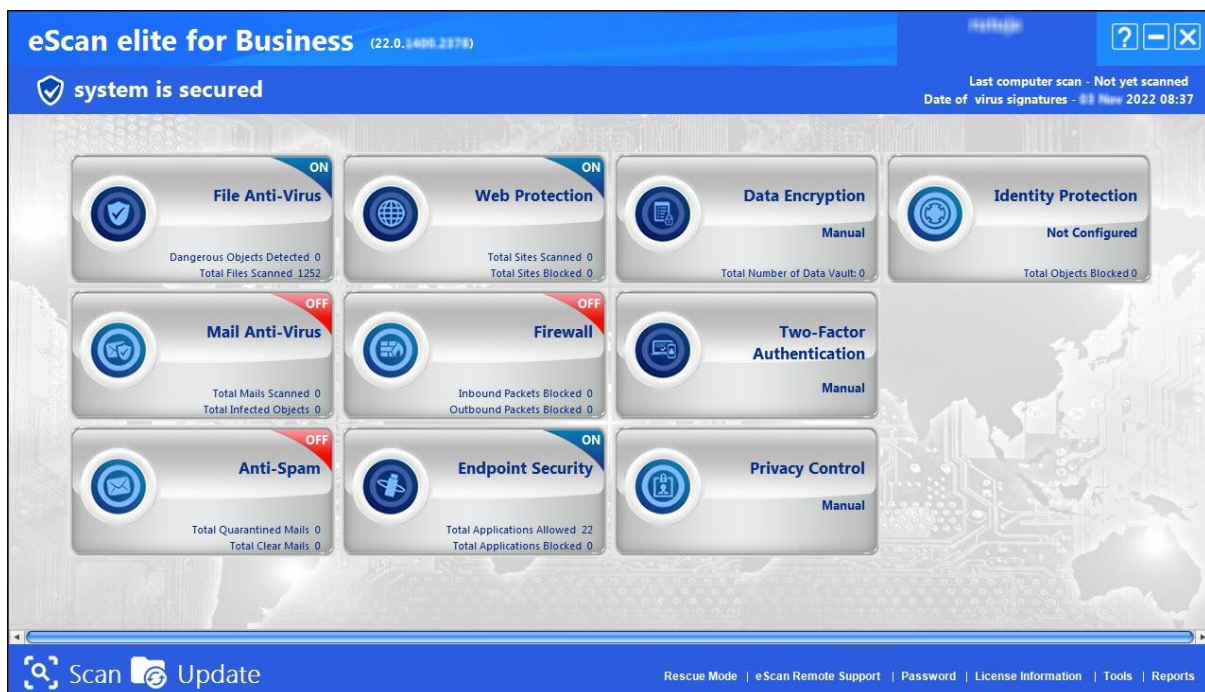 eScan elite for Business (22.0.
system is secured
Last computer scan - Not yet scanned
Date of virus signatures - 2022 08:37
ON
File Anti-Virus
Dangerous Objects Detected 0
Total Files Scanned 1252
ON
Web Protection
Total Sites Scanned 0
Total Sites Blocked 0
Data Encryption
Manual
Total Number of Data Vault: 0
Identity Protection
Not Configured
Total Objects Blocked 0
OFF
Mail Anti-Virus
Total Mails Scanned 0
Total Infected Objects 0
OFF
Firewall
Inbound Packets Blocked 0
Outbound Packets Blocked 0
Two-Factor
Authentication
Manual
OFF
Anti-Spam
Total Quarantined Mails 0
Total Clear Mails 0
ON
Endpoint Security
Total Applications Allowed 22
Total Applications Blocked 0
Privacy Control
Manual
Scan Update
Rescue Mode | eScan Remote Support | Password | License Information | Tools | Reports